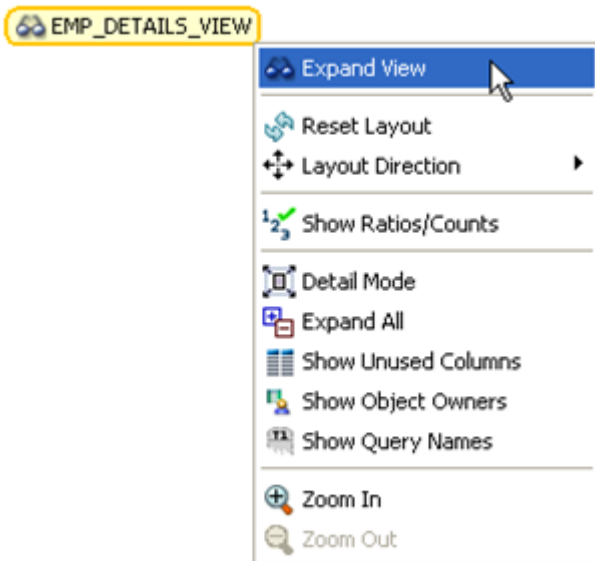 EMP_DETAILS_VIEW
Expand View
Reset Layout
Layout Direction
Show Ratios/Counts
Detail Mode
Expand All
Show Unused Columns
Show Object Owners
Show Query Names
Zoom In
Zoom Out